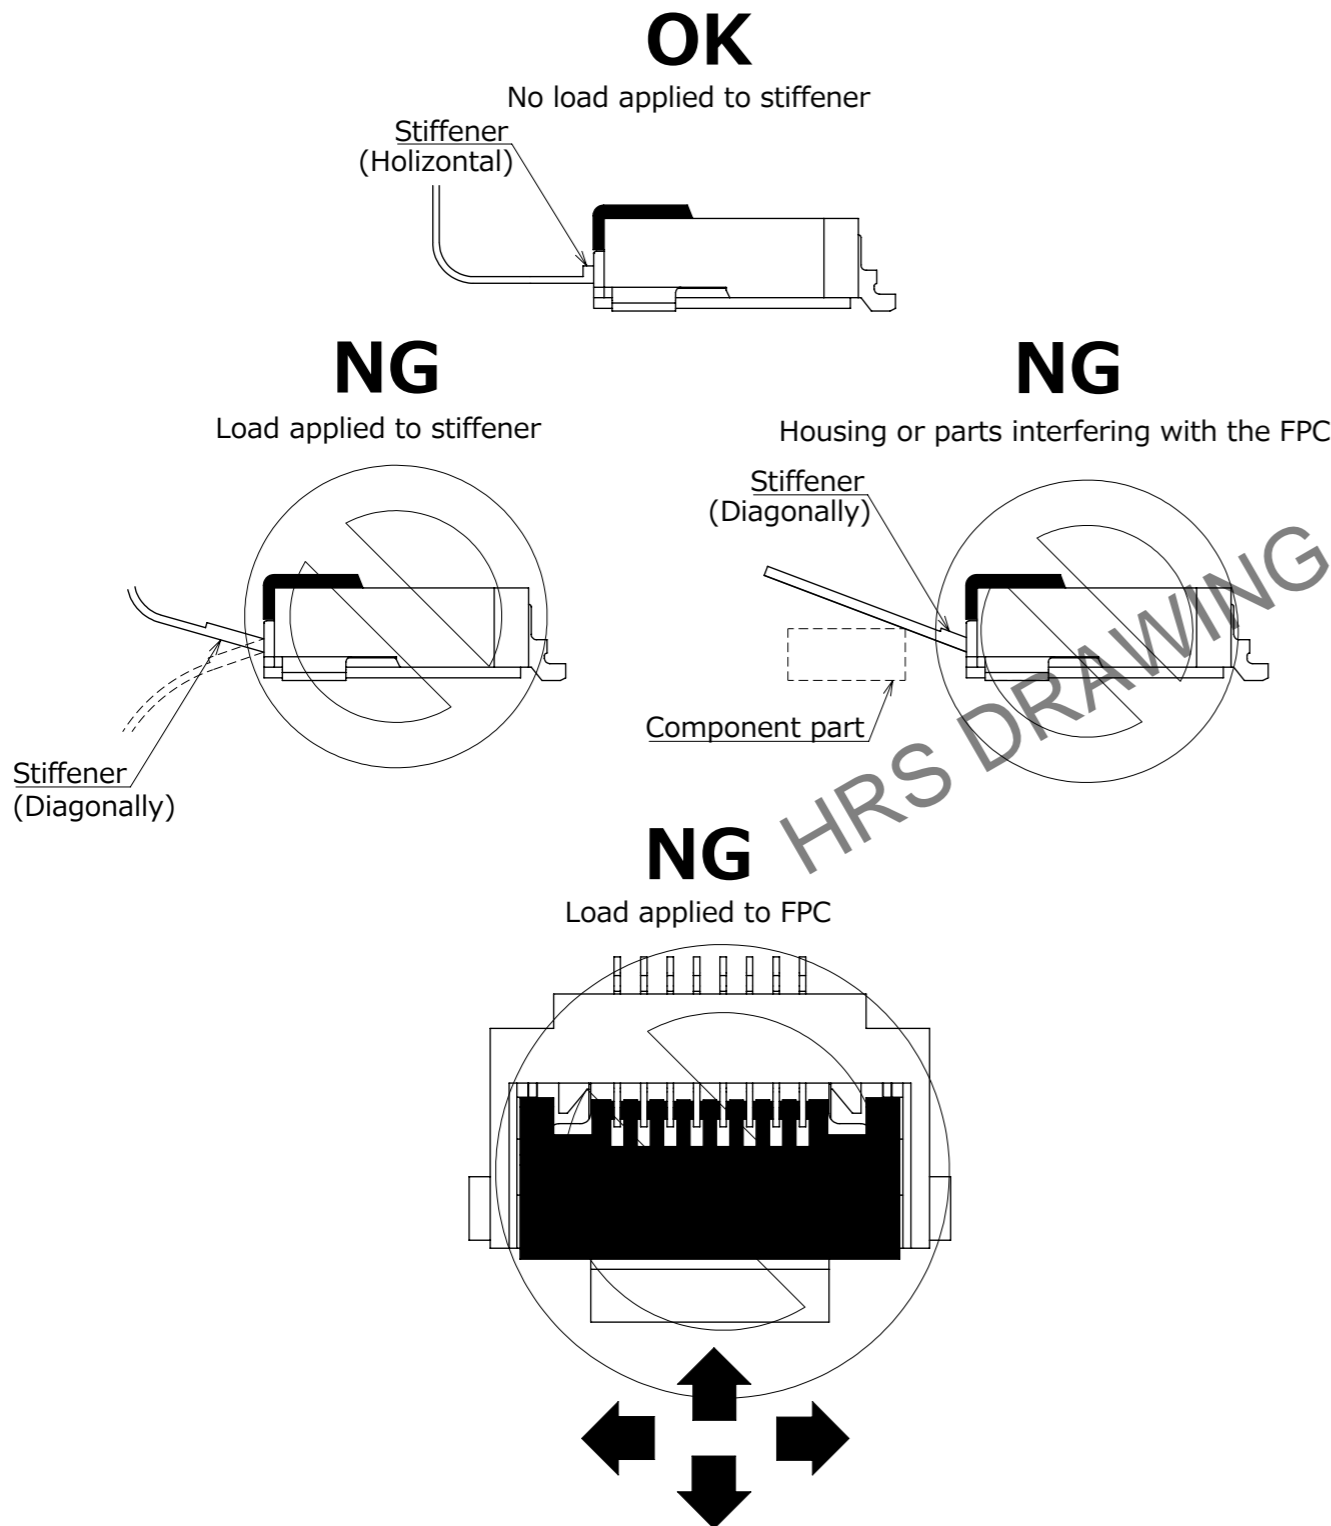 OK
No load applied to stiffener
Stiffener
(Holizontal)
NG
Load applied to stiffener
NG
Housing or parts interfering with the FPC
Stiffener
(Diagonally)
Component part
Stiffener
(Diagonally)
HRS DRAWING
NG
Load applied to FPC